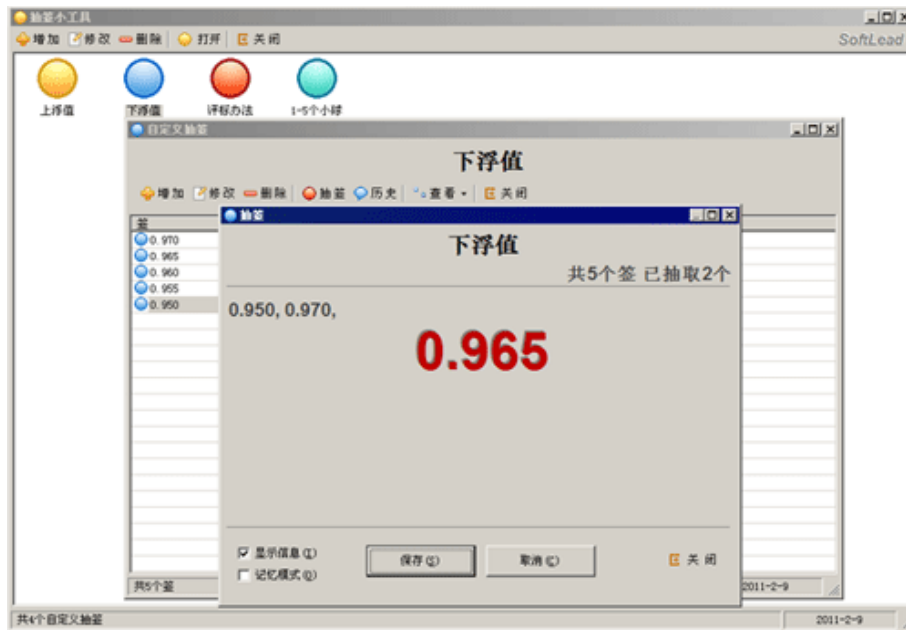 抽签小工具
增加 修改 删除 打开 关闭
SoftLead
上浮值 下浮值 评标办法 1-5个小球
自定义抽签
下浮值
增加 修改 删除 抽签 历史 查看 关闭
签
0.970
0.965
0.960
0.955
0.950
共5个签
2011-2-9
抽签
下浮值
共5个签 已抽取2个
0.950, 0.970,
0.965
显示信息(I)
记忆模式(Q)
保存(S) 取消(C) 关闭
共4个自定义抽签
2011-2-9